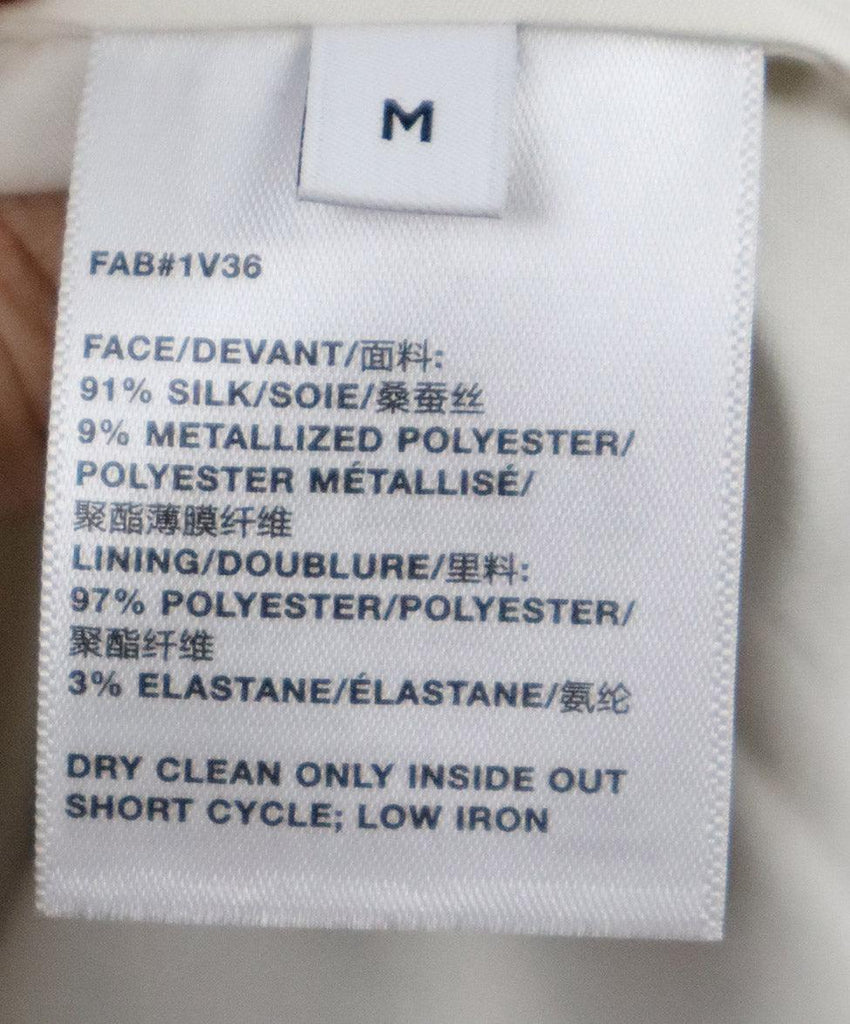 M
FAB#1V36
FACE/DEVANT/面料:
91% SILK/SOIE/桑蚕丝
9% METALLIZED POLYESTER/
POLYESTER MÉTALLISÉ/
聚酯薄膜纤维
LINING/DOUBLURE/里料:
97% POLYESTER/POLYESTER/
聚酯纤维
3% ELASTANE/ÉLASTANE/氨纶
DRY CLEAN ONLY INSIDE OUT
SHORT CYCLE; LOW IRON